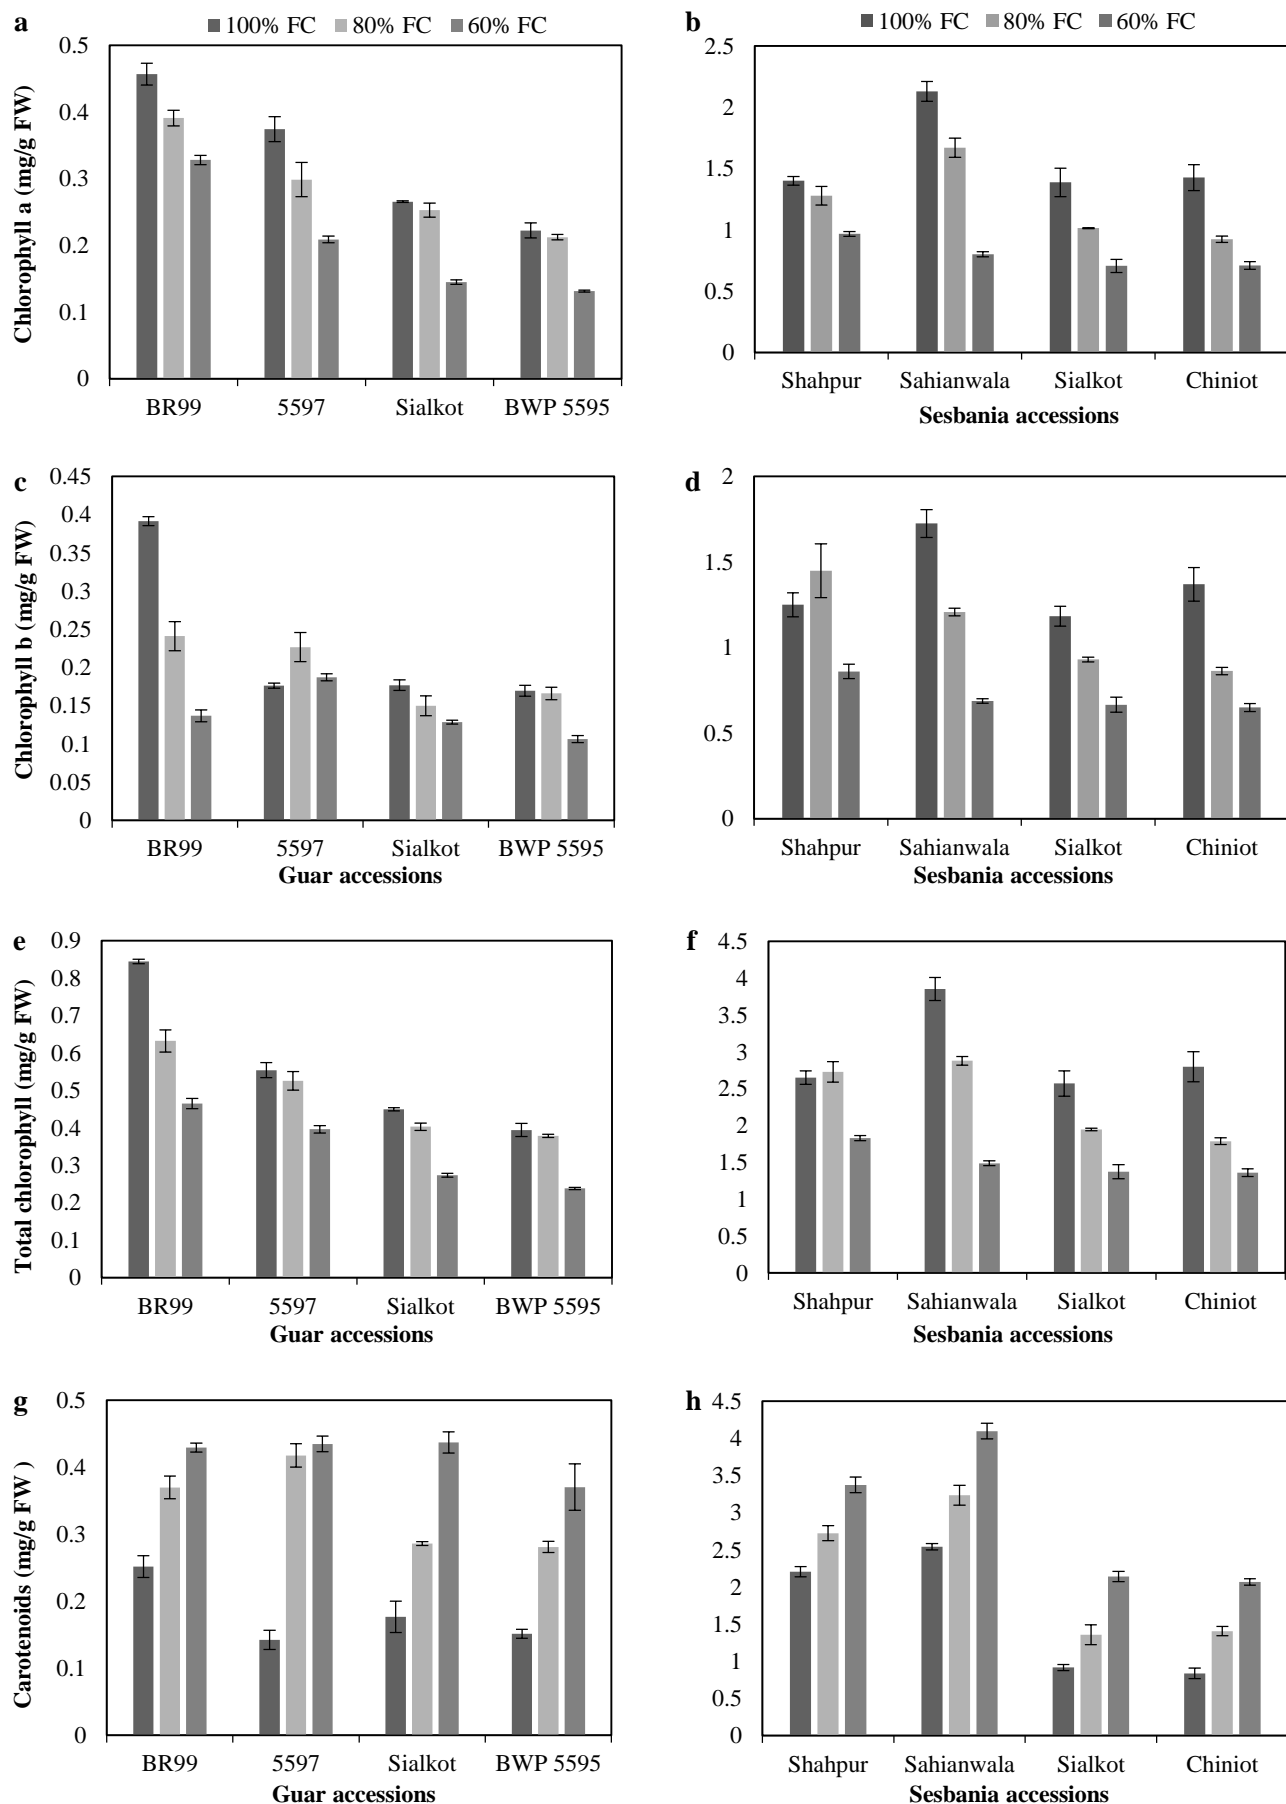 a
100% FC 80% FC 60% FC
Chlorophyll a (mg/g FW)
0.5
0.4
0.3
0.2
0.1
0
BR99 5597 Sialkot BWP 5595
b
100% FC 80% FC 60% FC
2.5
2
1.5
1
0.5
0
Shahpur Sahianwala Sialkot Chiniot
Sesbania accessions
c
Chlorophyll b (mg/g FW)
0.45
0.4
0.35
0.3
0.25
0.2
0.15
0.1
0.05
0
BR99 5597 Sialkot BWP 5595
Guar accessions
d
2
1.5
1
0.5
0
Shahpur Sahianwala Sialkot Chiniot
Sesbania accessions
e
Total chlorophyll (mg/g FW)
0.9
0.8
0.7
0.6
0.5
0.4
0.3
0.2
0.1
0
BR99 5597 Sialkot BWP 5595
Guar accessions
f
4.5
4
3.5
3
2.5
2
1.5
1
0.5
0
Shahpur Sahianwala Sialkot Chiniot
Sesbania accessions
g
Carotenoids (mg/g FW )
0.5
0.4
0.3
0.2
0.1
0
BR99 5597 Sialkot BWP 5595
Guar accessions
h
4.5
4
3.5
3
2.5
2
1.5
1
0.5
0
Shahpur Sahianwala Sialkot Chiniot
Sesbania accessions